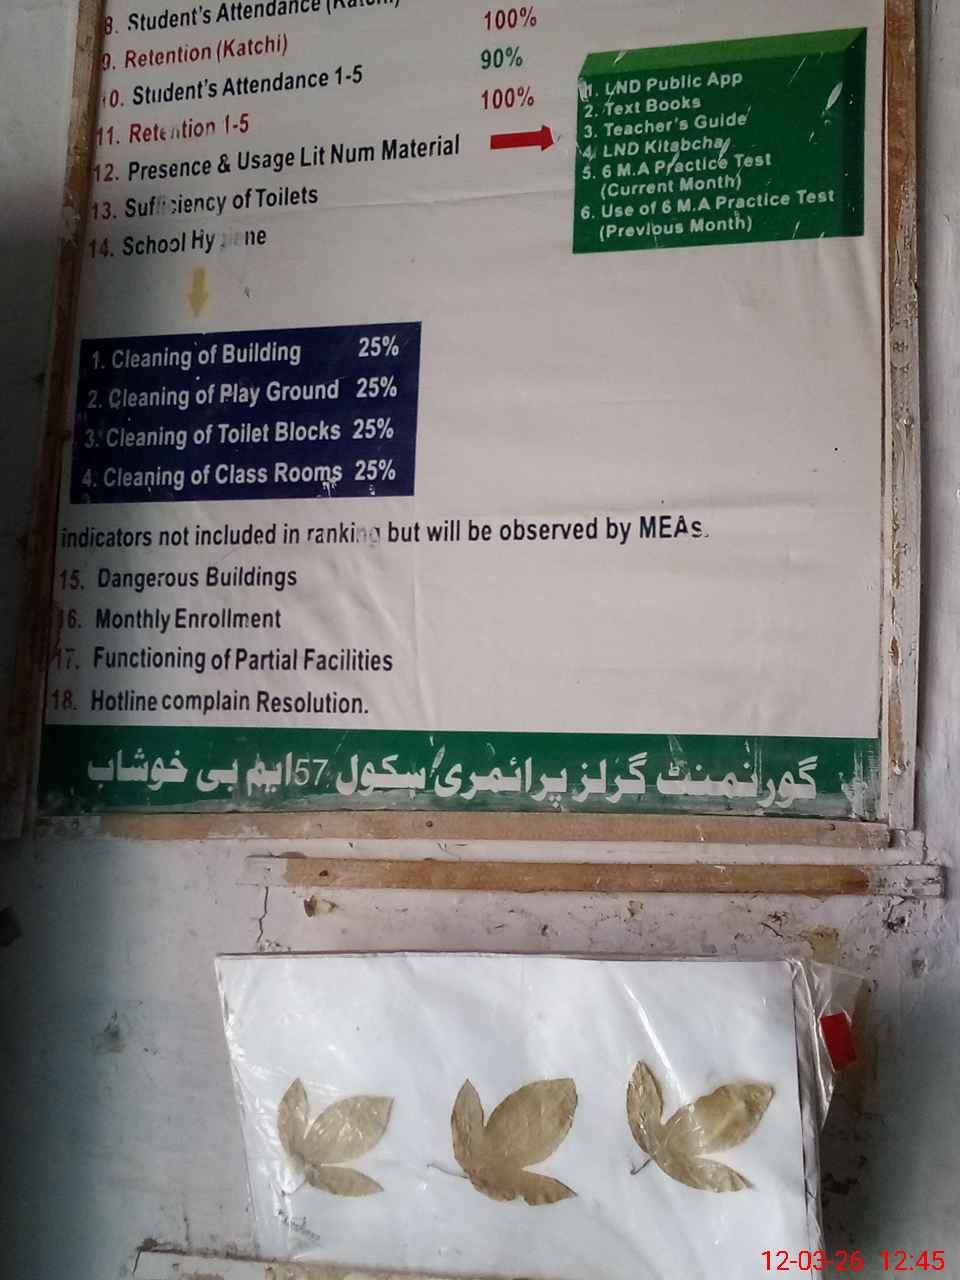 8. Student's Attendance (Katchi)
100%
9. Retention (Katchi)
90%
10. Student's Attendance 1-5
100%
11. Retention 1-5
12. Presence & Usage Lit Num Material
13. Sufficiency of Toilets
14. School Hygiene
1. LND Public App
2. Text Books
3. Teacher's Guide
4. LND Kitabcha
5. 6 M.A Practice Test
(Current Month)
6. Use of 6 M.A Practice Test
(Previous Month)
1. Cleaning of Building 25%
2. Cleaning of Play Ground 25%
3. Cleaning of Toilet Blocks 25%
4. Cleaning of Class Rooms 25%
indicators not included in ranking but will be observed by MEAs.
15. Dangerous Buildings
16. Monthly Enrollment
17. Functioning of Partial Facilities
18. Hotline complain Resolution.
گورنمنٹ گرلز پرائمری سکول 57 ایم بی خوشاب
12-03-26 12:45